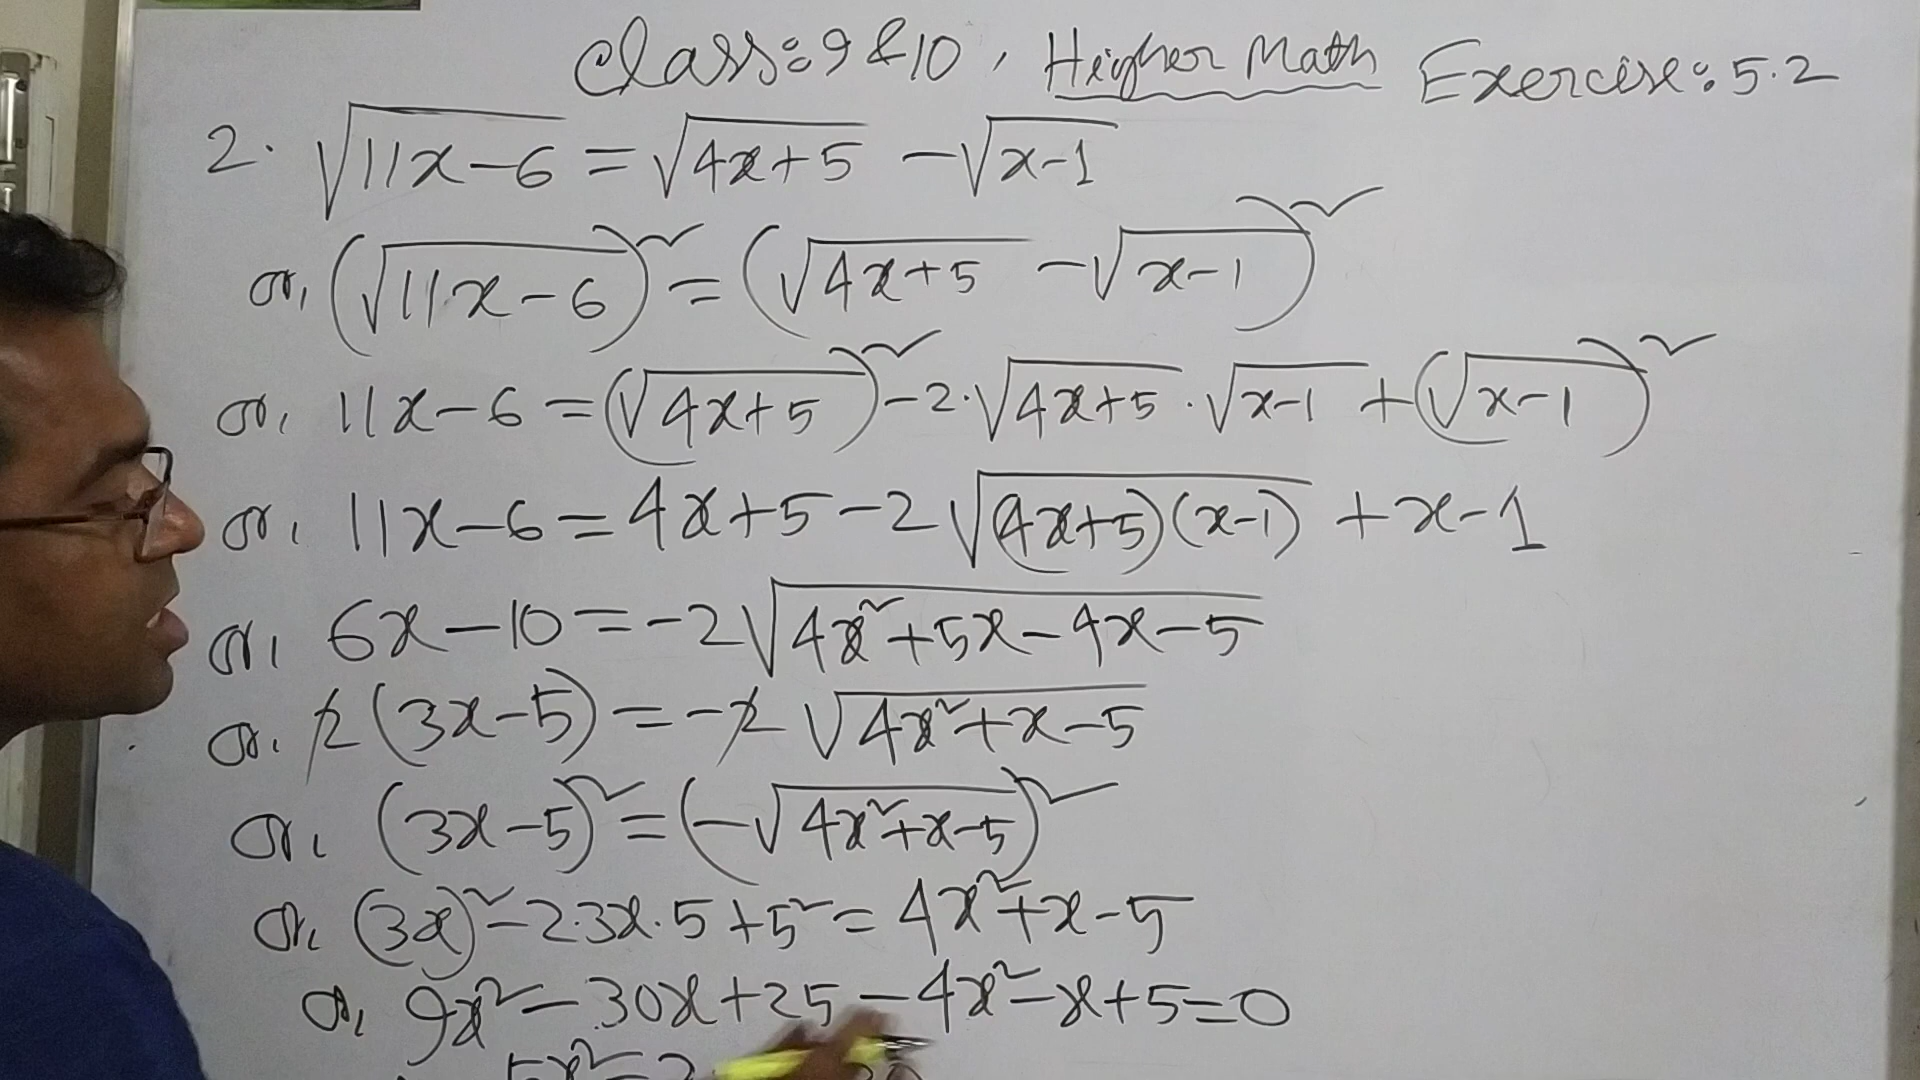 Class: 9 & 10, Higher Math Exercise: 5.2
2. √(11x-6) = √(4x+5) - √(x-1)
or, (√(11x-6))² = (√(4x+5) - √(x-1))²
or, 11x-6 = (√(4x+5))² - 2.√(4x+5) . √(x-1) + (√(x-1))²
or, 11x-6 = 4x+5-2√((4x+5)(x-1)) + x-1
or, 6x-10 = -2√(4x²+5x-4x-5)
or, 2(3x-5) = -2√(4x²+x-5)
or, (3x-5)² = (-√(4x²+x-5))²
or, (3x)² - 2.3x.5 + 5² = 4x²+x-5
or, 9x² - 30x + 25 - 4x² - x + 5 = 0
5x² -